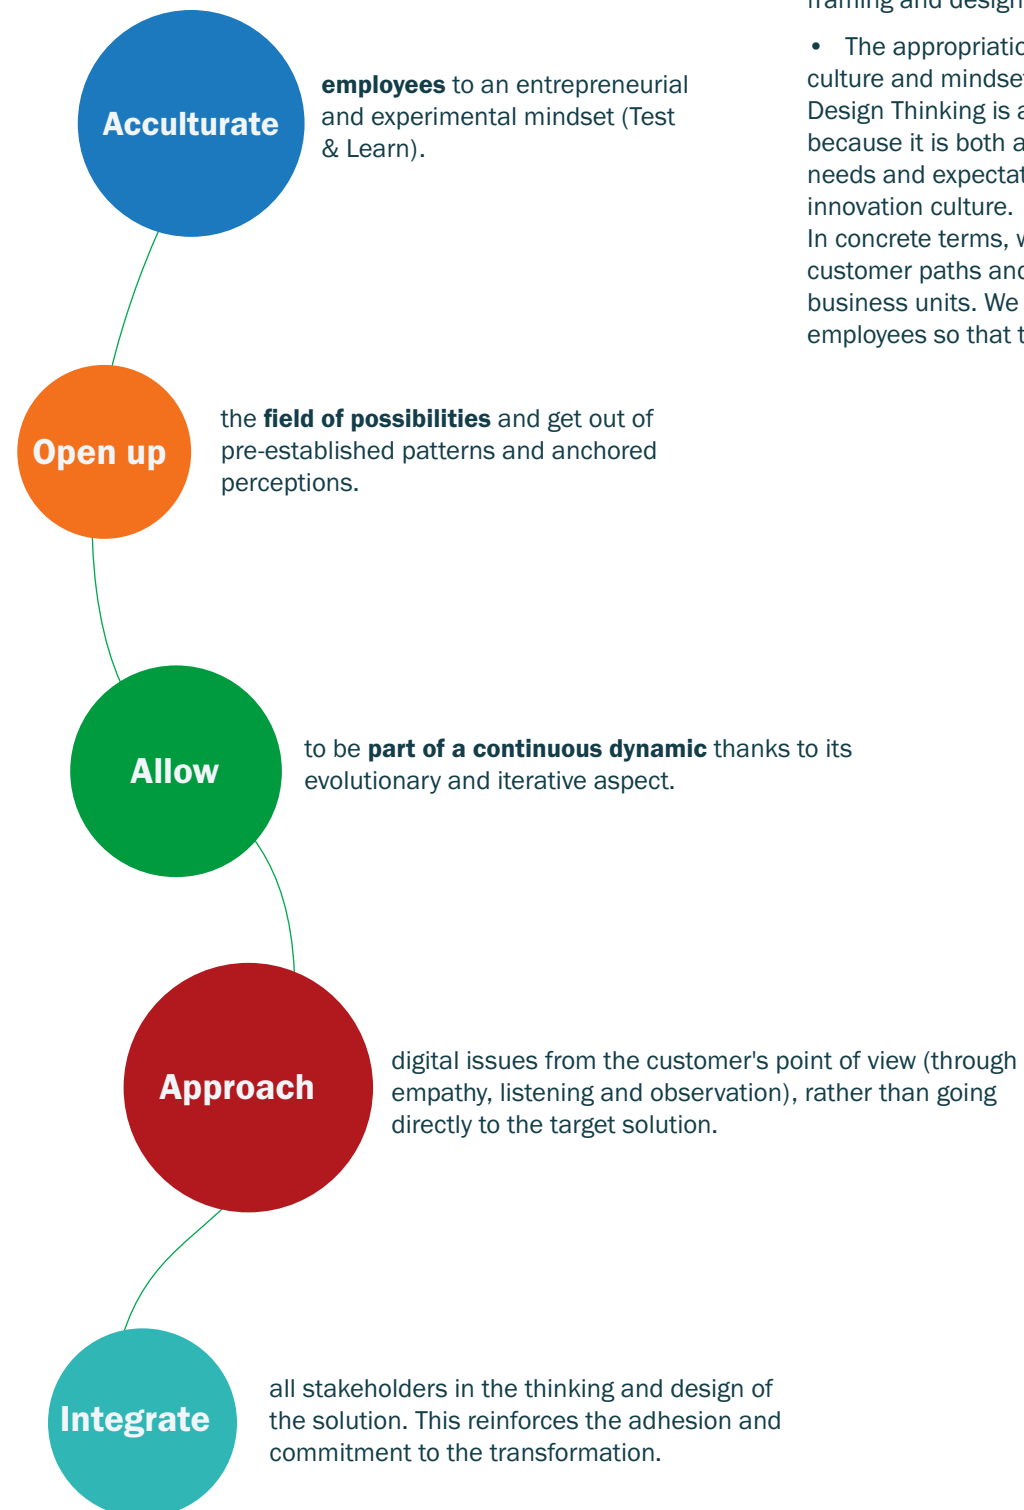 Acculturate
employees to an entrepreneurial
and experimental mindset (Test
& Learn).
Open up
the field of possibilities and get out of
pre-established patterns and anchored
perceptions.
Allow
to be part of a continuous dynamic thanks to its
evolutionary and iterative aspect.
Approach
digital issues from the customer's point of view (through
empathy, listening and observation), rather than going
directly to the target solution.
Integrate
all stakeholders in the thinking and design of
the solution. This reinforces the adhesion and
commitment to the transformation.
framing and design
• The
culture and
Design Thinking is
because it is both
needs and
innovation culture.
In concrete terms,
customer paths
business units. We
employees so that